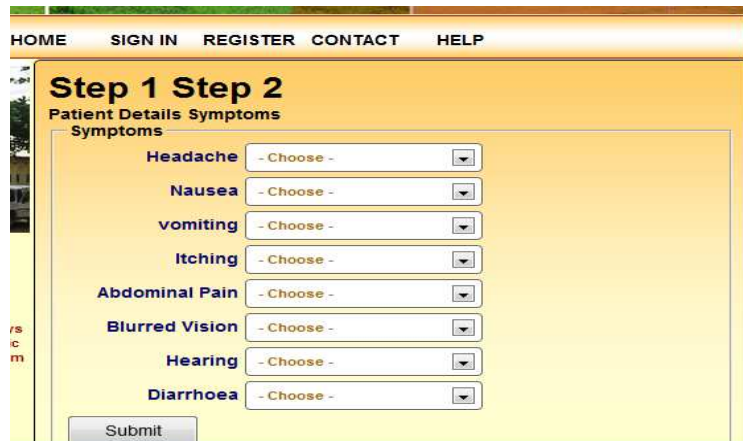 HOME SIGN IN REGISTER CONTACT HELP
Step 1 Step 2
Patient Details Symptoms
Symptoms
Headache - Choose -
Nausea - Choose -
vomiting - Choose -
Itching - Choose -
Abdominal Pain - Choose -
Blurred Vision - Choose -
Hearing - Choose -
Diarrhoea - Choose -
Submit